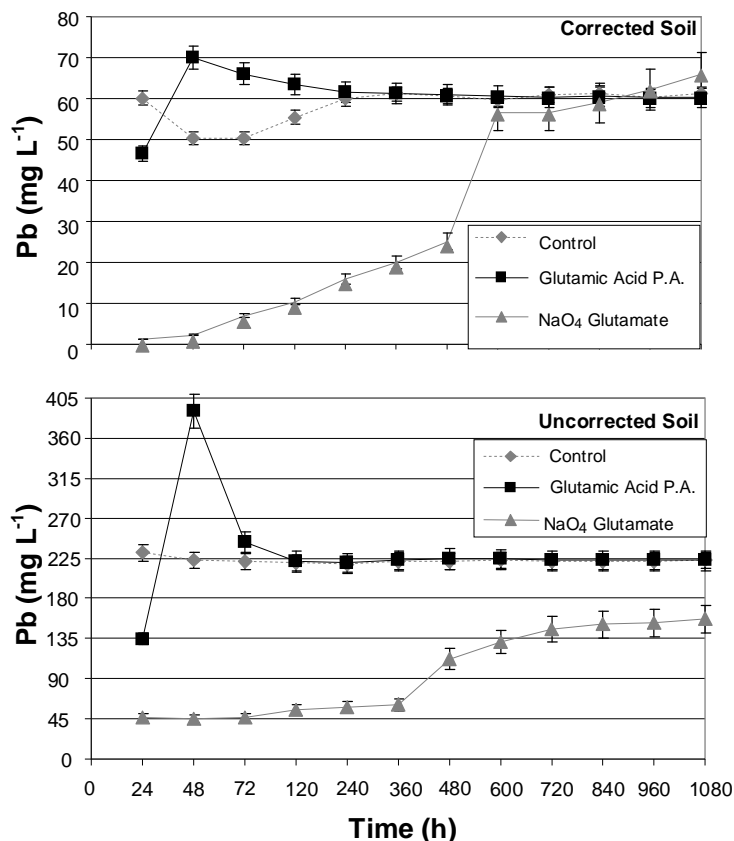 Corrected Soil
80
70
60
50
40
30
20
10
0
Pb (mg L⁻¹)
Control
Glutamic Acid P.A.
NaO₄ Glutamate
Uncorrected Soil
405
360
315
270
225
180
135
90
45
0
Pb (mg L⁻¹)
Control
Glutamic Acid P.A.
NaO₄ Glutamate
0 24 48 72 120 240 360 480 600 720 840 960 1080
Time (h)